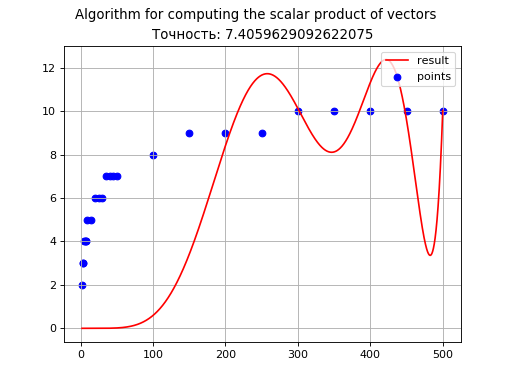 Algorithm for computing the scalar product of vectors
Точность: 7.4059629092622075
result
points
12
10
8
6
4
2
0
0 100 200 300 400 500